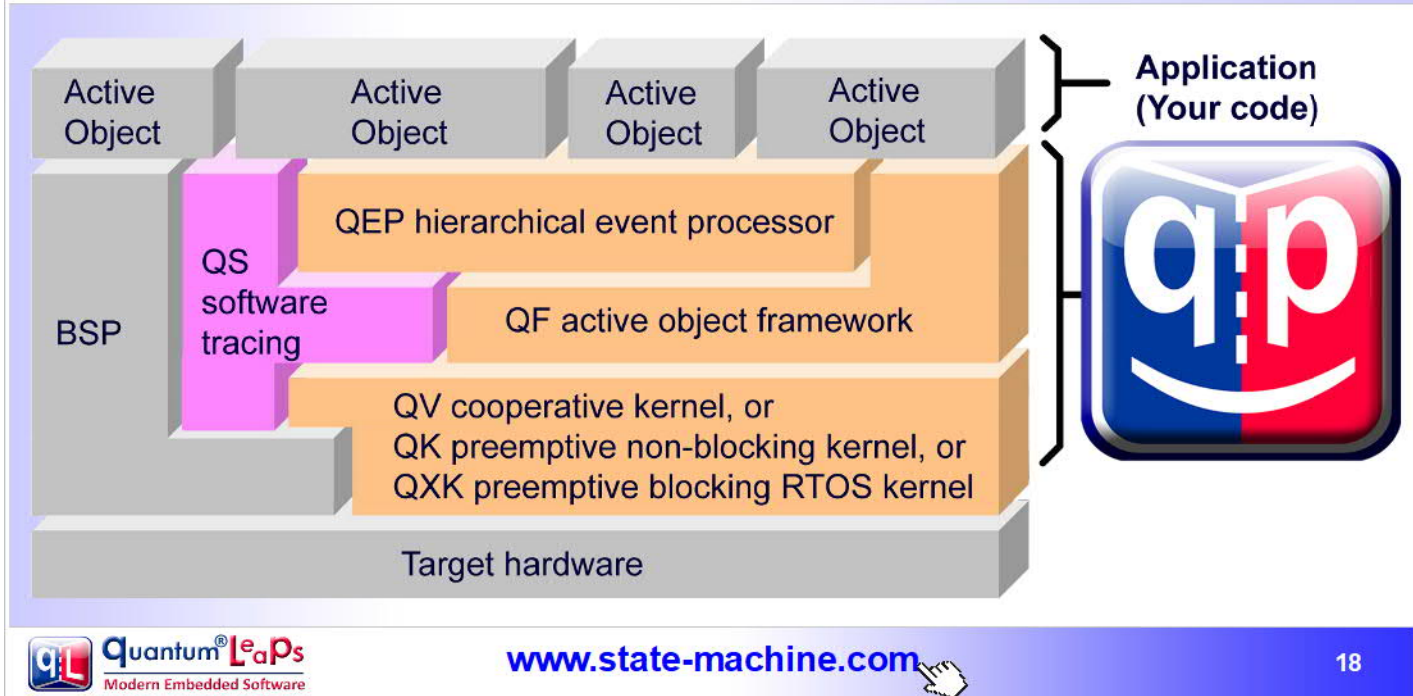 Active
Object
Active
Object
Active
Object
Active
Object
Application
(Your code)
QEP hierarchical event processor
QS
software
tracing
BSP
QF active object framework
QV cooperative kernel, or
QK preemptive non-blocking kernel, or
QXK preemptive blocking RTOS kernel
Target hardware
qp
qL
quantum® LeaPs
Modern Embedded Software
www.state-machine.com
18